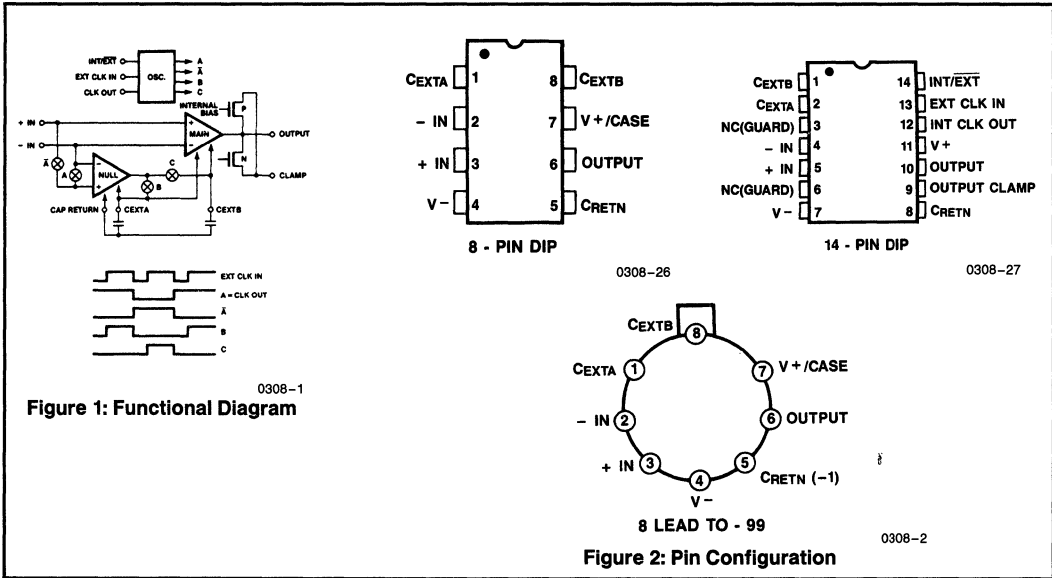 INT/EXT
EXT CLK IN
CLK OUT
OSC.
A
Ā
B
C
INTERNAL
BIAS
P
+ IN
- IN
+
MAIN
-
OUTPUT
N
CLAMP
Ā
A
-
NULL
+
B
C
CAP RETURN
CEXTA
CEXTB
EXT CLK IN
A = CLK OUT
Ā
B
C
0308-1
Figure 1: Functional Diagram
CEXTA 1 8 CEXTB
- IN 2 7 V+/CASE
+ IN 3 6 OUTPUT
V- 4 5 CRETN
8 - PIN DIP
0308-26
CEXTB 1 14 INT/EXT
CEXTA 2 13 EXT CLK IN
NC(GUARD) 3 12 INT CLK OUT
- IN 4 11 V+
+ IN 5 10 OUTPUT
NC(GUARD) 6 9 OUTPUT CLAMP
V- 7 8 CRETN
14 - PIN DIP
0308-27
CEXTB 8
CEXTA 1 7 V+/CASE
- IN 2 6 OUTPUT
+ IN 3 5 CRETN (-1)
4
V-
8 LEAD TO - 99
0308-2
Figure 2: Pin Configuration